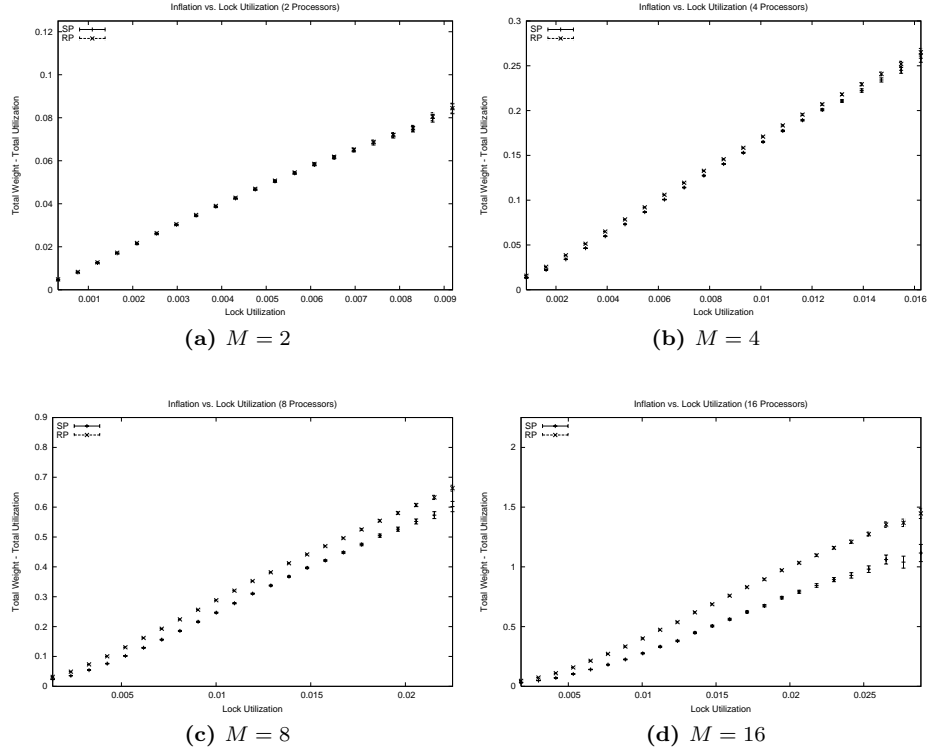 Inflation vs. Lock Utilization (2 Processors)
SP
RP
Total Weight - Total Utilization
0.12
0.1
0.08
0.06
0.04
0.02
0
0.001 0.002 0.003 0.004 0.005 0.006 0.007 0.008 0.009
Lock Utilization
(a) M = 2
Inflation vs. Lock Utilization (4 Processors)
SP
RP
Total Weight - Total Utilization
0.3
0.25
0.2
0.15
0.1
0.05
0
0.002 0.004 0.006 0.008 0.01 0.012 0.014 0.016
Lock Utilization
(b) M = 4
Inflation vs. Lock Utilization (8 Processors)
SP
RP
Total Weight - Total Utilization
0.9
0.8
0.7
0.6
0.5
0.4
0.3
0.2
0.1
0
0.005 0.01 0.015 0.02
Lock Utilization
(c) M = 8
Inflation vs. Lock Utilization (16 Processors)
SP
RP
Total Weight - Total Utilization
2
1.5
1
0.5
0
0.005 0.01 0.015 0.02 0.025
Lock Utilization
(d) M = 16